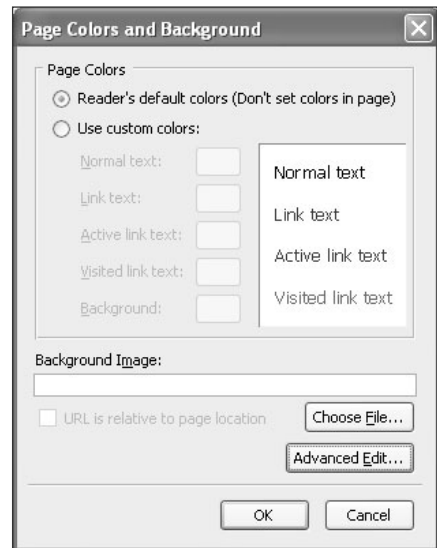 Page Colors and Background
Page Colors
Reader's default colors (Don't set colors in page)
Use custom colors:
Normal text:
Link text:
Active link text:
Visited link text:
Background:
Normal text
Link text
Active link text
Visited link text
Background Image:
URL is relative to page location
Choose File...
Advanced Edit...
OK
Cancel